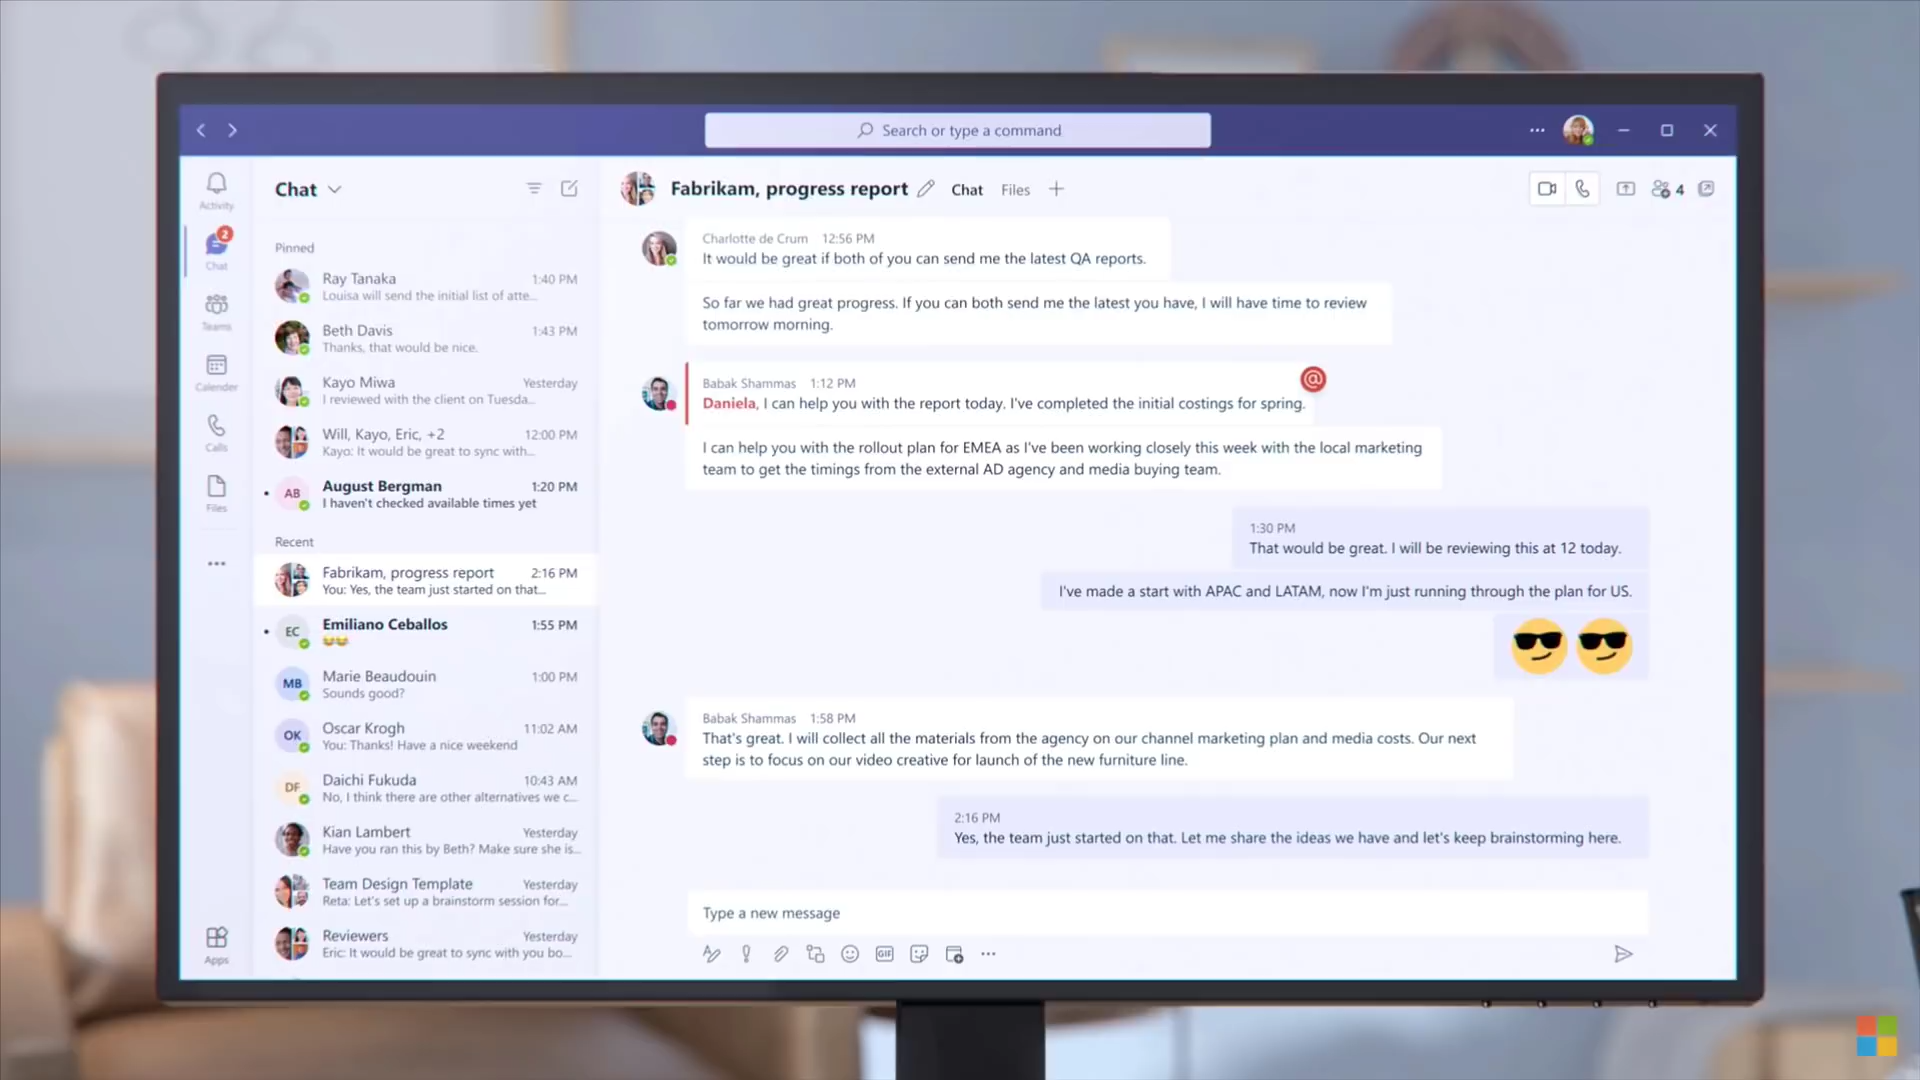 Search or type a command
Activity
2
Chat
Teams
Calender
Calls
Files
Apps
Chat
Pinned
Ray Tanaka 1:40 PM
Louisa will send the initial list of atte...
Beth Davis 1:43 PM
Thanks, that would be nice.
Kayo Miwa Yesterday
I reviewed with the client on Tuesda...
Will, Kayo, Eric, +2 12:00 PM
Kayo: It would be great to sync with...
AB August Bergman 1:20 PM
I haven't checked available times yet
Recent
Fabrikam, progress report 2:16 PM
You: Yes, the team just started on that...
EC Emiliano Ceballos 1:55 PM
😂😂
MB Marie Beaudouin 1:00 PM
Sounds good?
OK Oscar Krogh 11:02 AM
You: Thanks! Have a nice weekend
DF Daichi Fukuda 10:43 AM
No, I think there are other alternatives we c...
Kian Lambert Yesterday
Have you ran this by Beth? Make sure she is...
Team Design Template Yesterday
Reta: Let's set up a brainstorm session for...
Reviewers Yesterday
Eric: It would be great to sync with you bo...
Fabrikam, progress report Chat Files 4
Charlotte de Crum 12:56 PM
It would be great if both of you can send me the latest QA reports.
So far we had great progress. If you can both send me the latest you have, I will have time to review
tomorrow morning.
Babak Shammas 1:12 PM @
Daniela, I can help you with the report today. I've completed the initial costings for spring.
I can help you with the rollout plan for EMEA as I've been working closely this week with the local marketing
team to get the timings from the external AD agency and media buying team.
1:30 PM
That would be great. I will be reviewing this at 12 today.
I've made a start with APAC and LATAM, now I'm just running through the plan for US.
😎😎
Babak Shammas 1:58 PM
That's great. I will collect all the materials from the agency on our channel marketing plan and media costs. Our next
step is to focus on our video creative for launch of the new furniture line.
2:16 PM
Yes, the team just started on that. Let me share the ideas we have and let's keep brainstorming here.
Type a new message
GIF